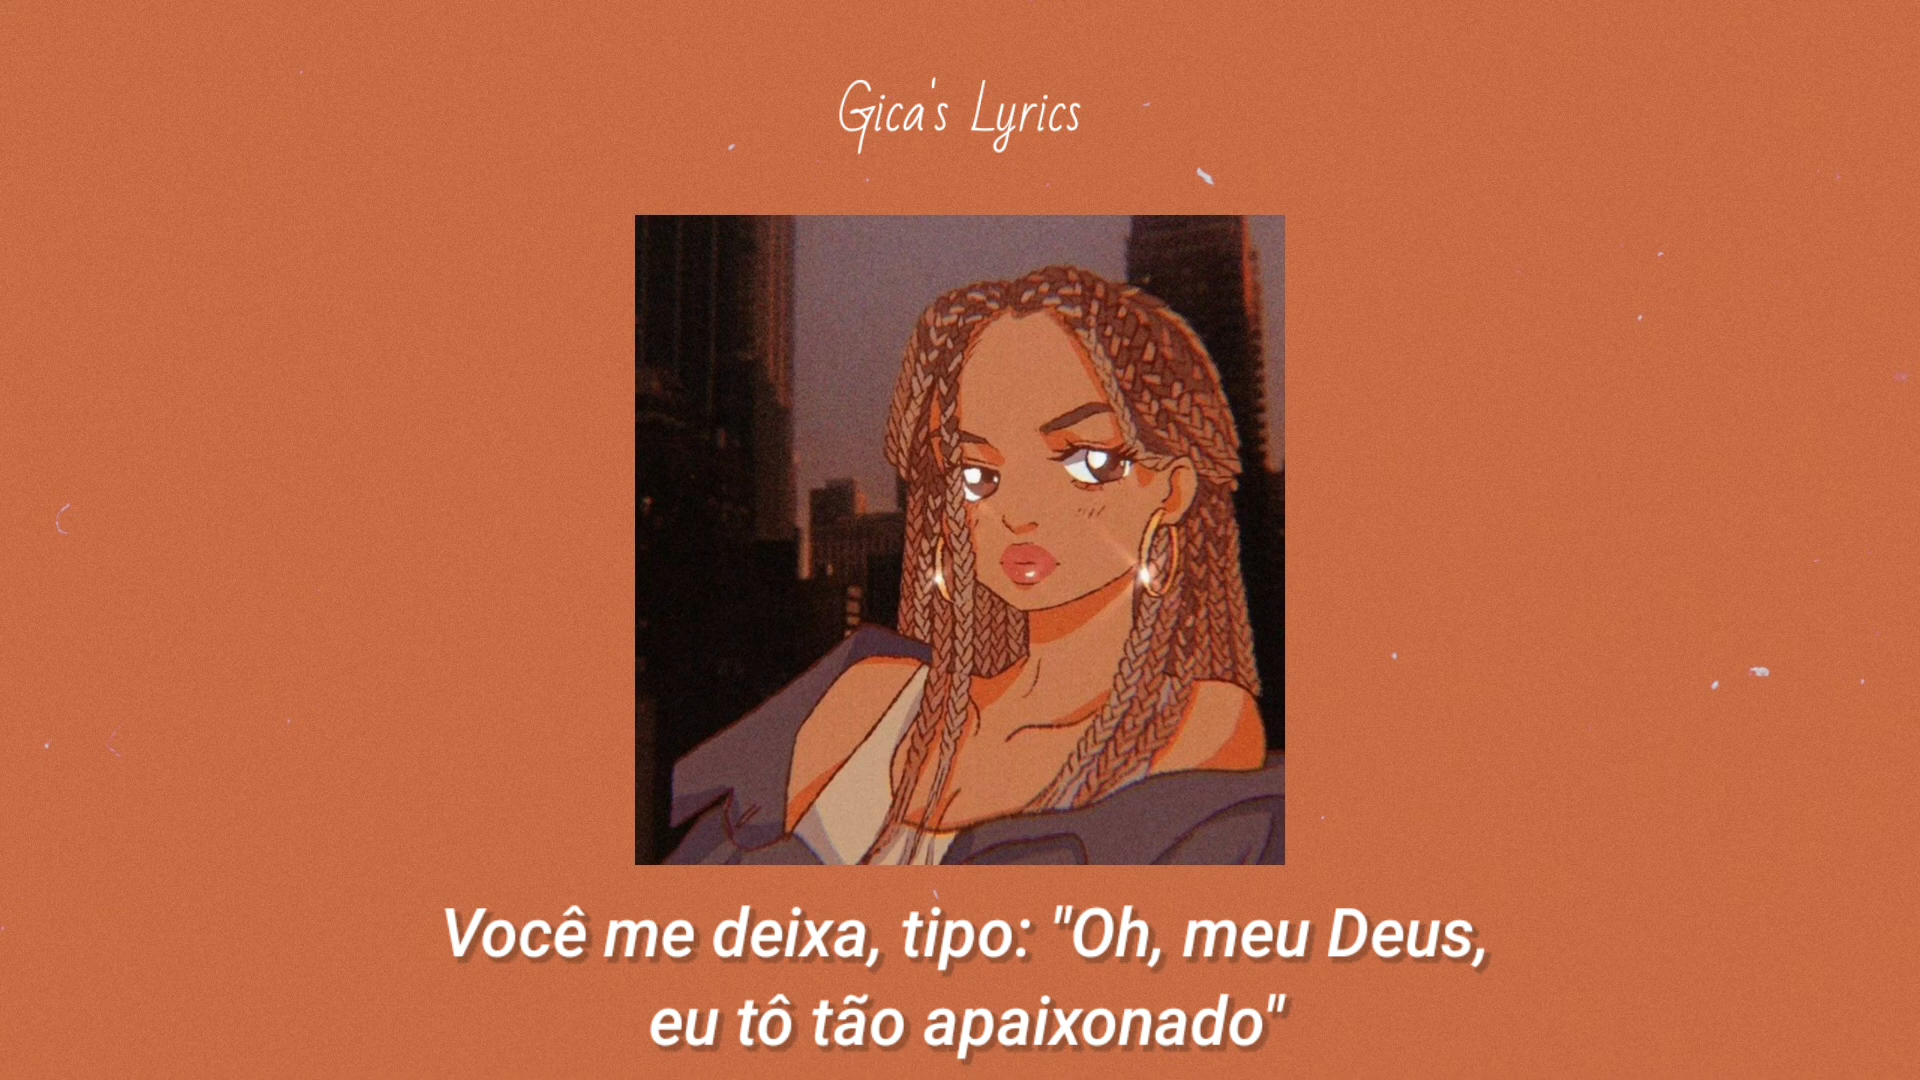 Gica's Lyrics
Você me deixa, tipo: "Oh, meu Deus,
eu tô tão apaixonado"